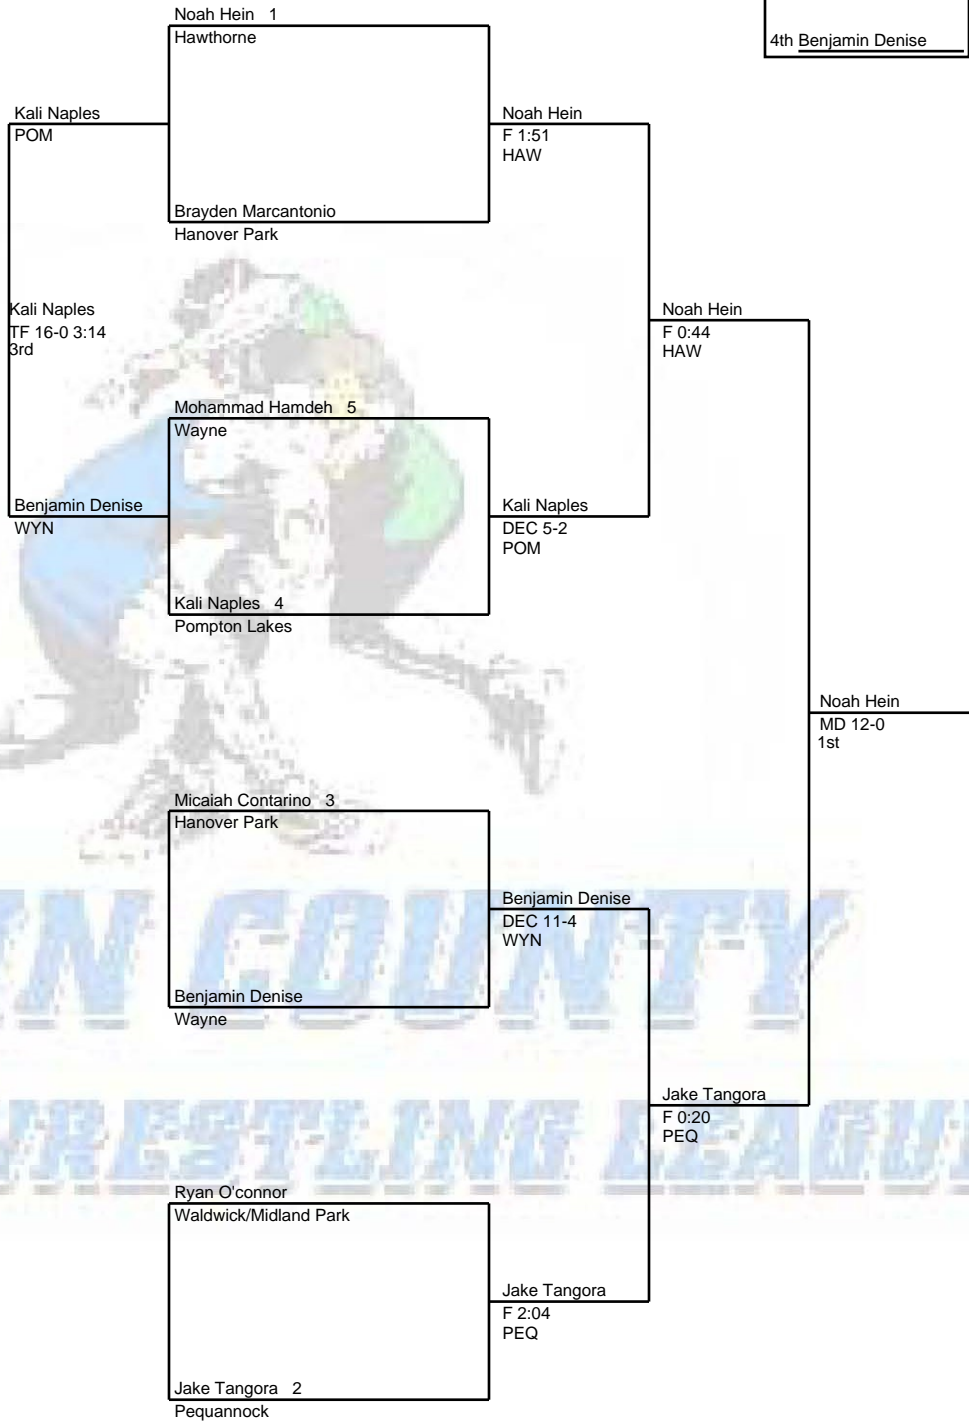 Noah Hein 1
Hawthorne
4th Benjamin Denise
Kali Naples
POM
Noah Hein
F 1:51
HAW
Brayden Marcantonio
Hanover Park
Kali Naples
TF 16-0 3:14
3rd
Noah Hein
F 0:44
HAW
Mohammad Hamdeh 5
Wayne
Benjamin Denise
WYN
Kali Naples
DEC 5-2
POM
Kali Naples 4
Pompton Lakes
Noah Hein
MD 12-0
1st
Micaiah Contarino 3
Hanover Park
Benjamin Denise
DEC 11-4
WYN
Benjamin Denise
Wayne
COUNTY
Jake Tangora
F 0:20
PEQ
Ryan O'connor
Waldwick/Midland Park
Jake Tangora
F 2:04
PEQ
Jake Tangora 2
Pequannock